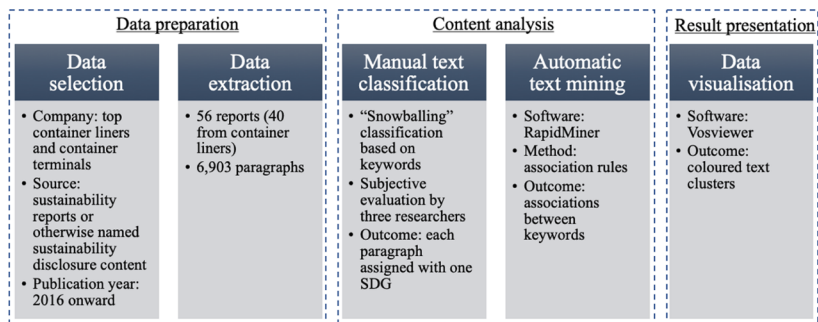 Data preparation
Data
selection
• Company: top
container liners
and container
terminals
• Source:
sustainability
reports or
otherwise named
sustainability
disclosure content
• Publication year:
2016 onward
Data
extraction
• 56 reports (40
from container
liners)
• 6,903 paragraphs
Content analysis
Manual text
classification
• “Snowballing”
classification
based on
keywords
• Subjective
evaluation by
three researchers
• Outcome: each
paragraph
assigned with one
SDG
Automatic
text mining
• Software:
RapidMiner
• Method:
association rules
• Outcome:
associations
between
keywords
Result presentation
Data
visualisation
• Software:
Vosviewer
• Outcome:
coloured text
clusters